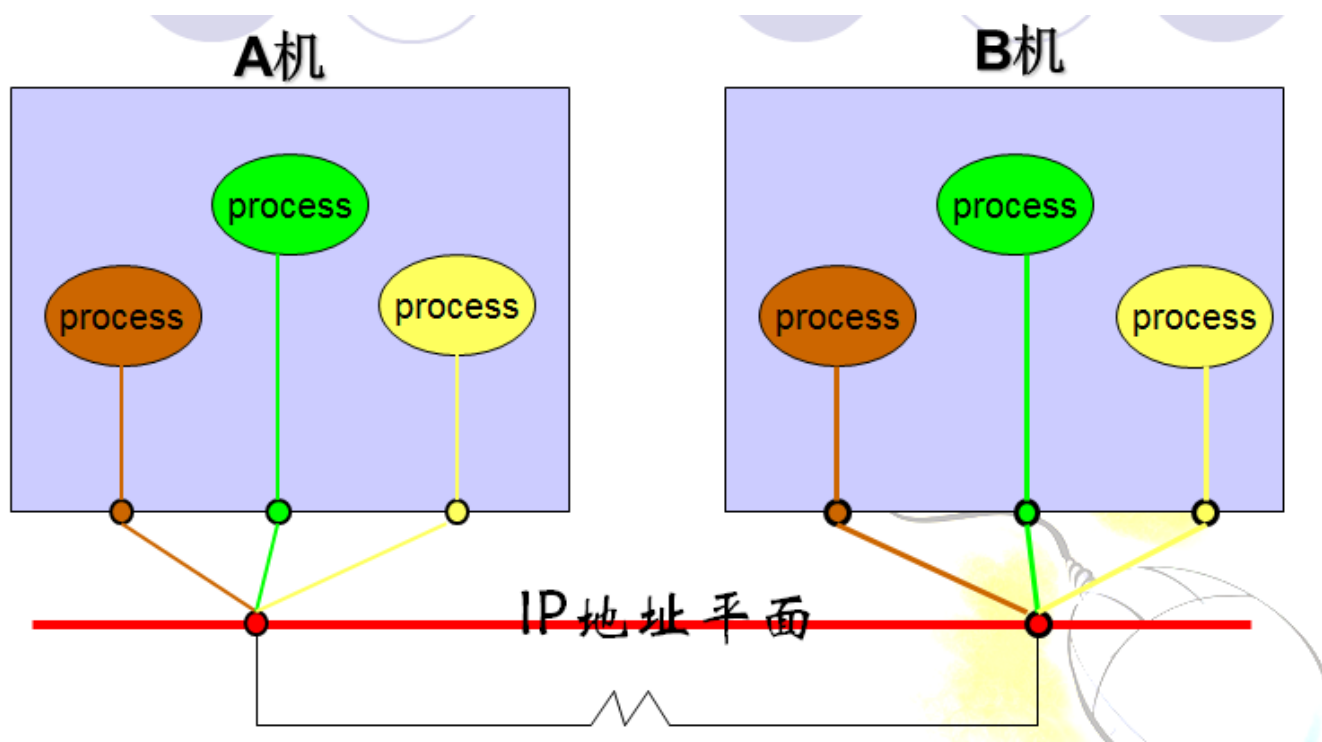 A机
B机
process
process
process
process
process
process
IP地址平面